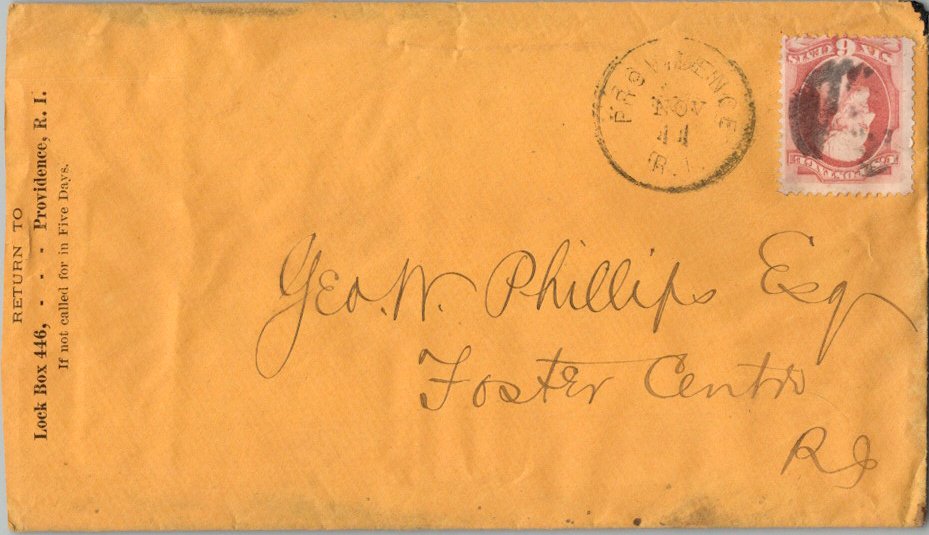 RETURN TO
Lock Box 446, - - - Providence, R. I.
If not called for in Five Days.
PROVIDENCE
NOV
11
R. I.
U.S. POSTAGE
SIX 6 CENTS
Geo. W. Phillips Esq
Foster Centre
R I